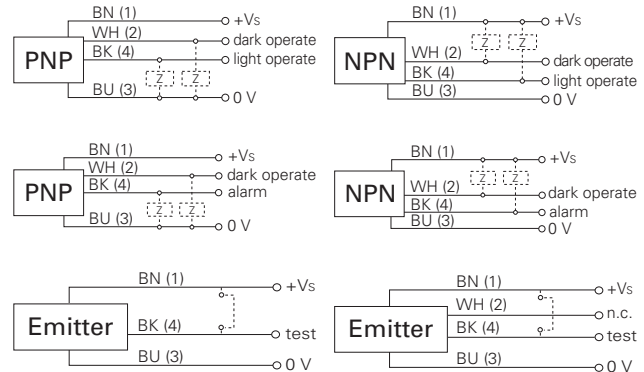 BN (1) +Vs
WH (2) dark operate
PNP BK (4) light operate
Z Z
BU (3) 0 V
BN (1) +Vs
Z Z
NPN WH (2) dark operate
BK (4) light operate
BU (3) 0 V
BN (1) +Vs
WH (2) dark operate
PNP BK (4) alarm
Z Z
BU (3) 0 V
BN (1) +Vs
Z Z
NPN WH (2) dark operate
BK (4) alarm
BU (3) 0 V
BN (1) +Vs
Emitter BK (4) test
BU (3) 0 V
BN (1) +Vs
WH (2) n.c.
Emitter BK (4) test
BU (3) 0 V